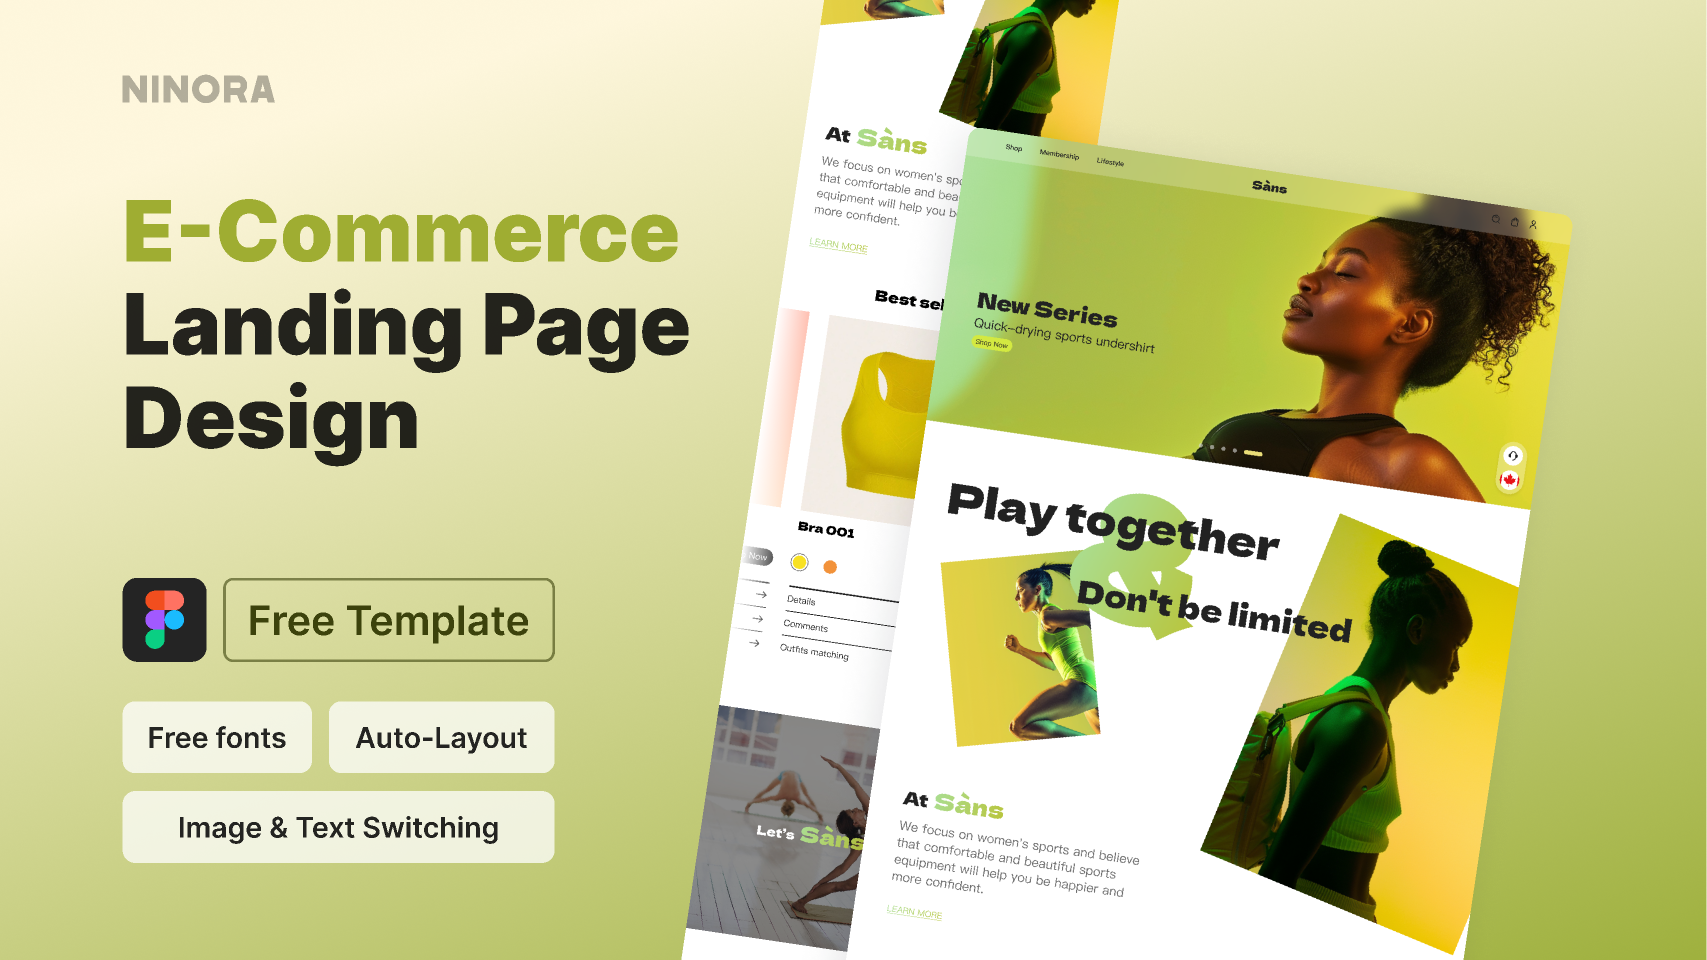 NINORA
E-Commerce
Landing Page
Design
Free Template
Free fonts
Auto-Layout
Image & Text Switching
At Sàns
We focus on women's
that comfortable and
equipment will help you
more confident.
LEARN MORE
Best
Bra 001
Now
Details
Comments
Outfits matching
Let's Sàns
Shop
Membership
Lifestyle
Sàns
New Series
Quick-drying sports undershirt
Shop Now
Play together
&
Don't be limited
At Sàns
We focus on women's sports and believe
that comfortable and beautiful sports
equipment will help you be happier and
more confident.
LEARN MORE